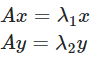 Ax = λ₁x
Ay = λ₂y